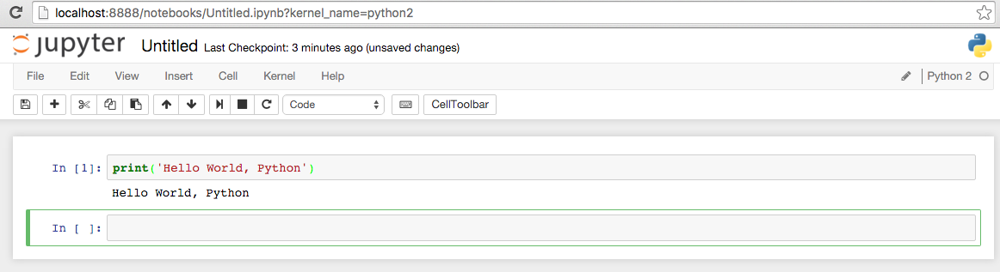 localhost:8888/notebooks/Untitled.ipynb?kernel_name=python2
jupyter Untitled Last Checkpoint: 3 minutes ago (unsaved changes)
File Edit View Insert Cell Kernel Help Python 2
Code CellToolbar
In [1]: print('Hello World, Python')
Hello World, Python
In [ ]: